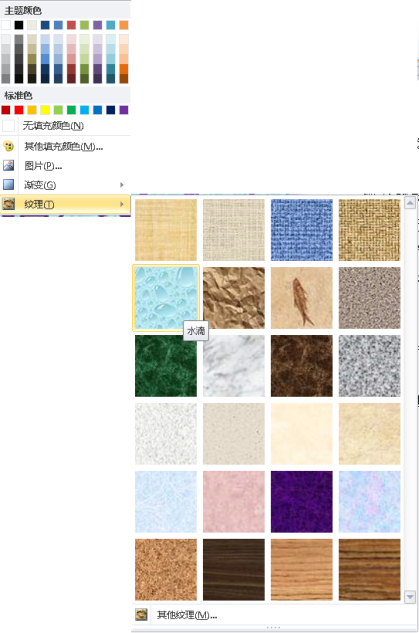 主题颜色
标准色
无填充颜色(N)
其他填充颜色(M)...
图片(P)...
渐变(G)
纹理(T)
水滴
其他纹理(M)...